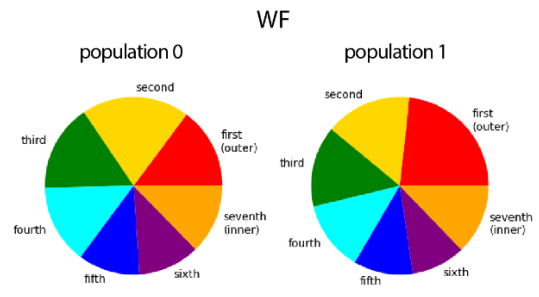 WF
population 0
second
third
first
(outer)
fourth
seventh
(inner)
fifth
sixth
population 1
second
first
(outer)
third
fourth
seventh
(inner)
fifth
sixth